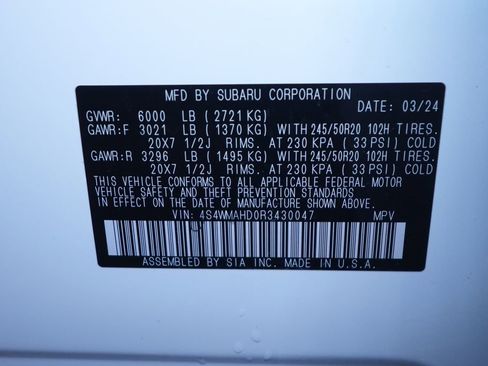 MFD BY SUBARU CORPORATION
DATE: 03/24
GVWR: 6000 LB ( 2721 KG)
GAWR: F 3021 LB ( 1370 KG) WITH 245/50R20 102H TIRES.
20X7 1/2J RIMS. AT 230 KPA ( 33 PSI) COLD
GAWR: R 3296 LB ( 1495 KG) WITH 245/50R20 102H TIRES.
20X7 1/2J RIMS. AT 230 KPA ( 33 PSI) COLD
THIS VEHICLE CONFORMS TO ALL APPLICABLE FEDERAL MOTOR
VEHICLE SAFETY AND THEFT PREVENTION STANDARDS
IN EFFECT ON THE DATE OF MANUFACTURE SHOWN ABOVE.
VIN: 4S4WMAHD0R3430047 MPV
ASSEMBLED BY SIA INC. MADE IN U.S.A.